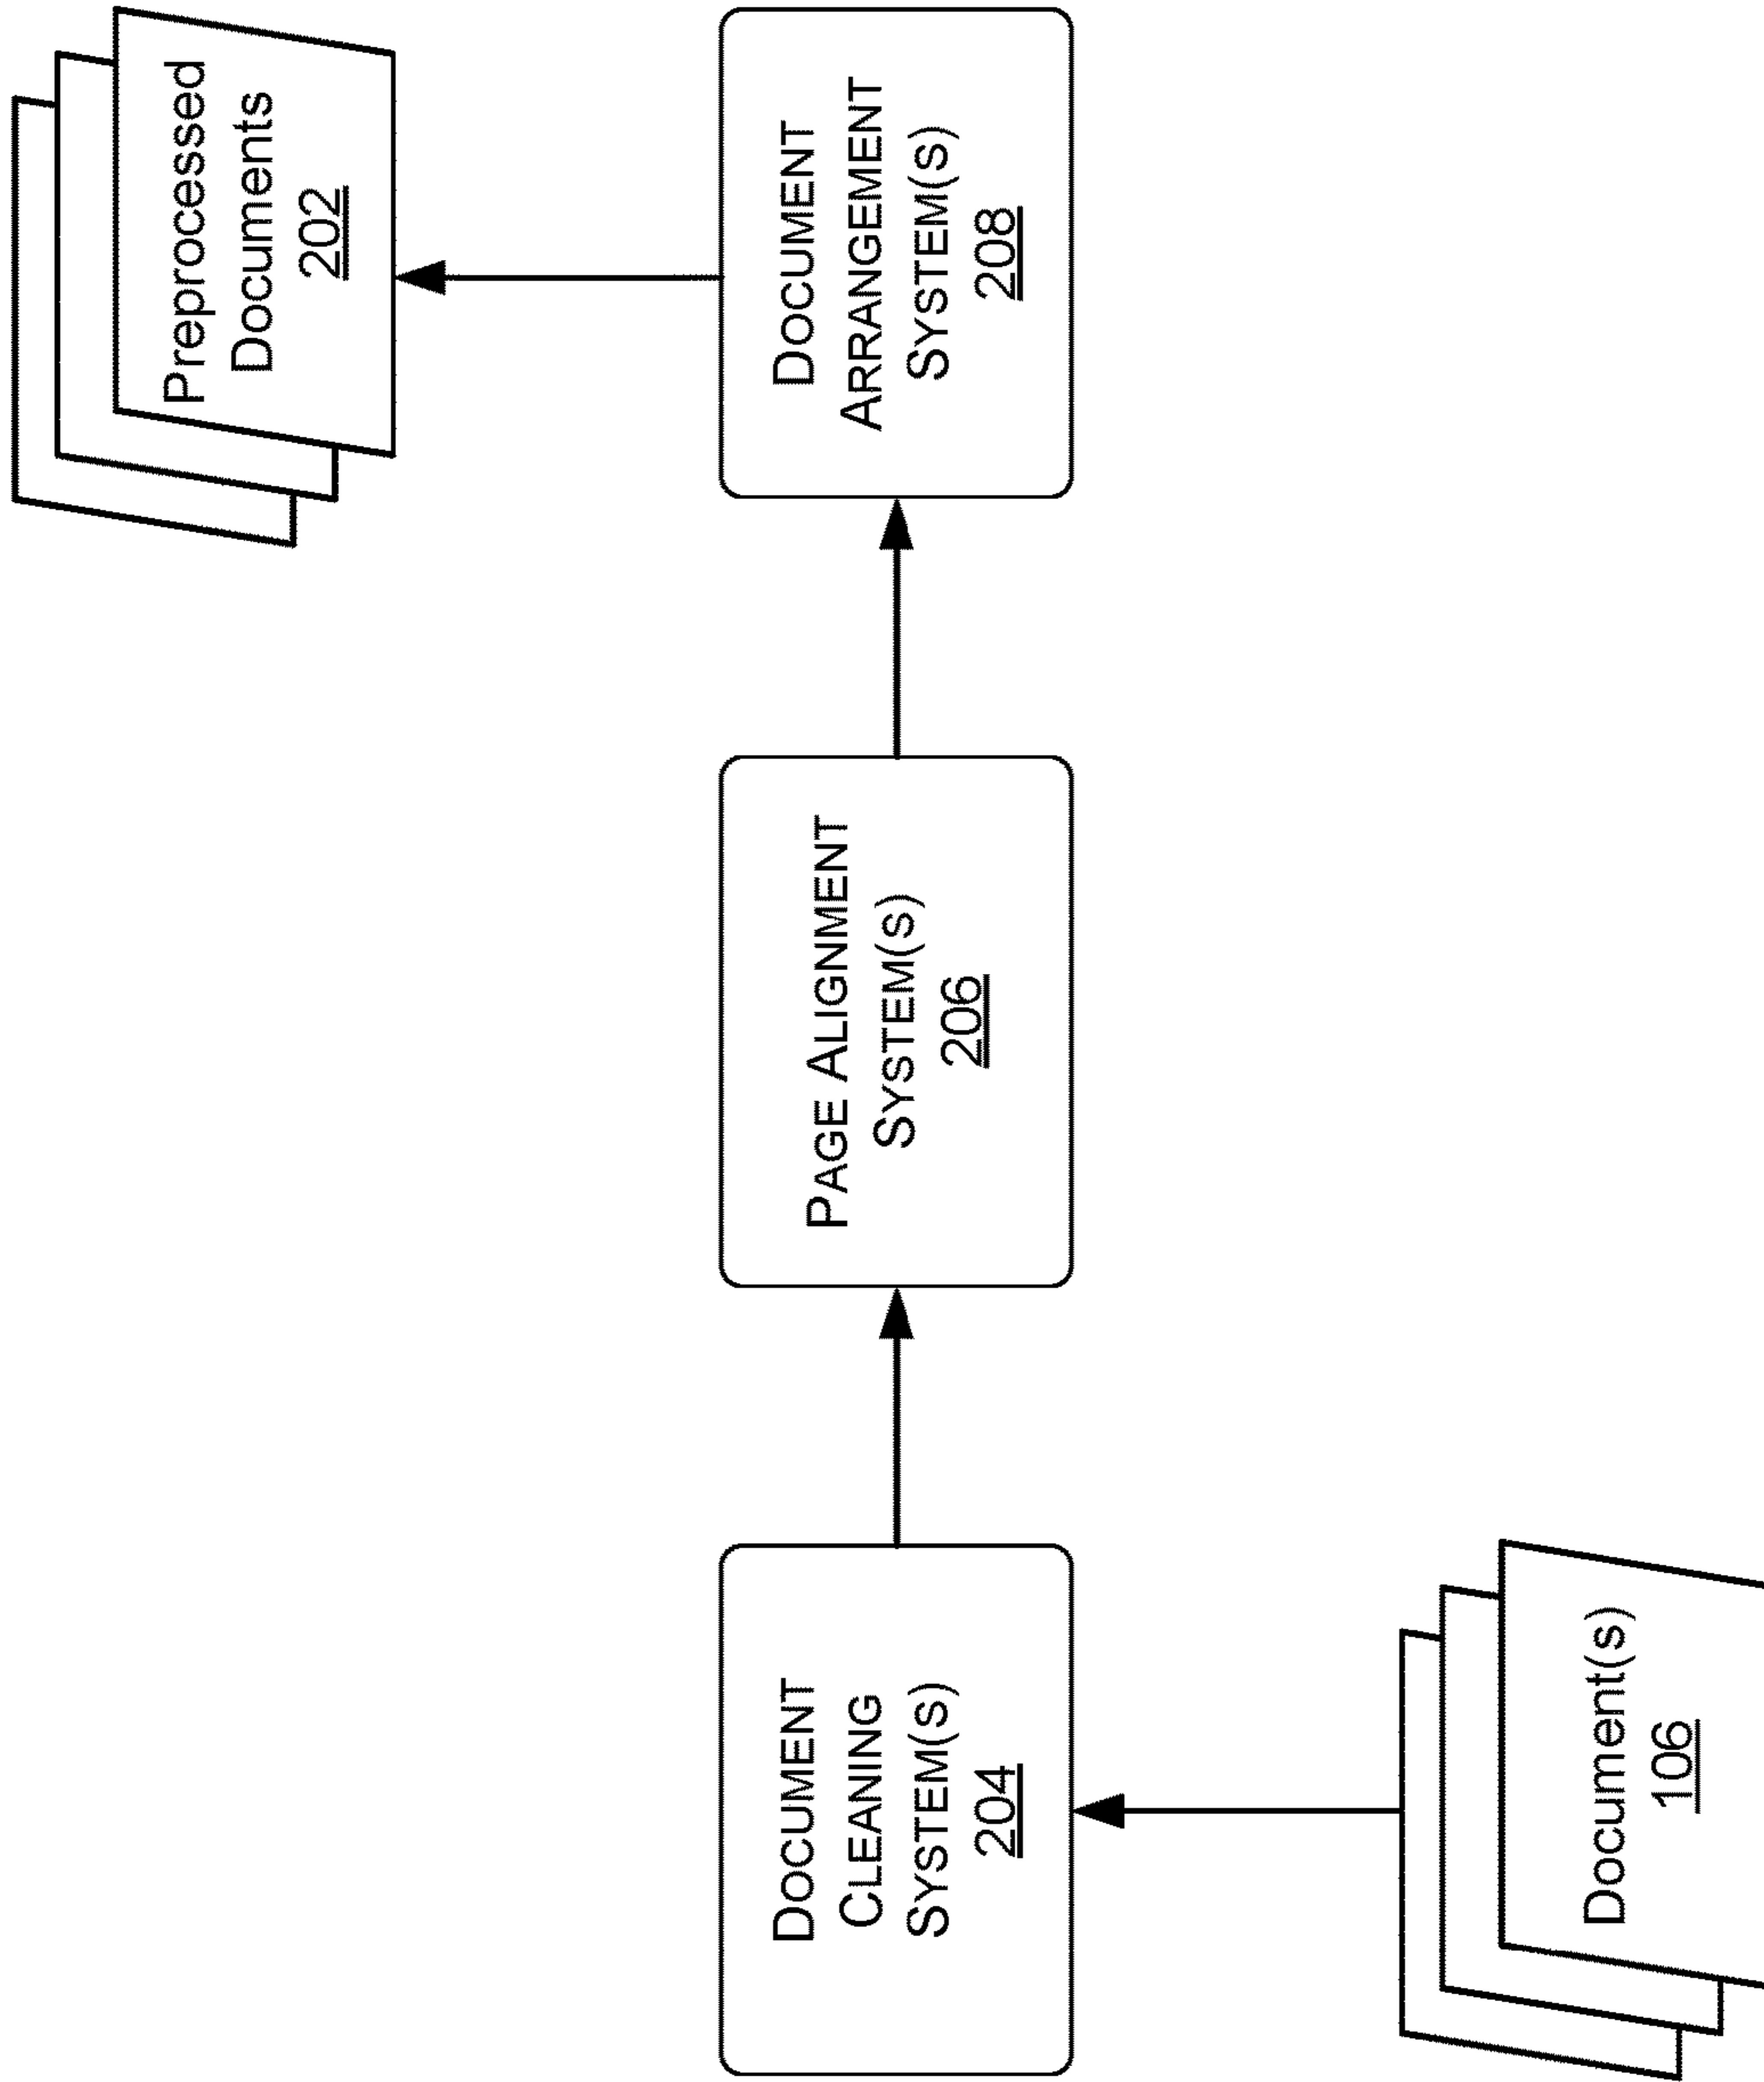 Document(s)
106
DOCUMENT
CLEANING
SYSTEM(S)
204
PAGE ALIGNMENT
SYSTEM(S)
206
DOCUMENT
ARRANGEMENT
SYSTEM(S)
208
Preprocessed
Documents
202